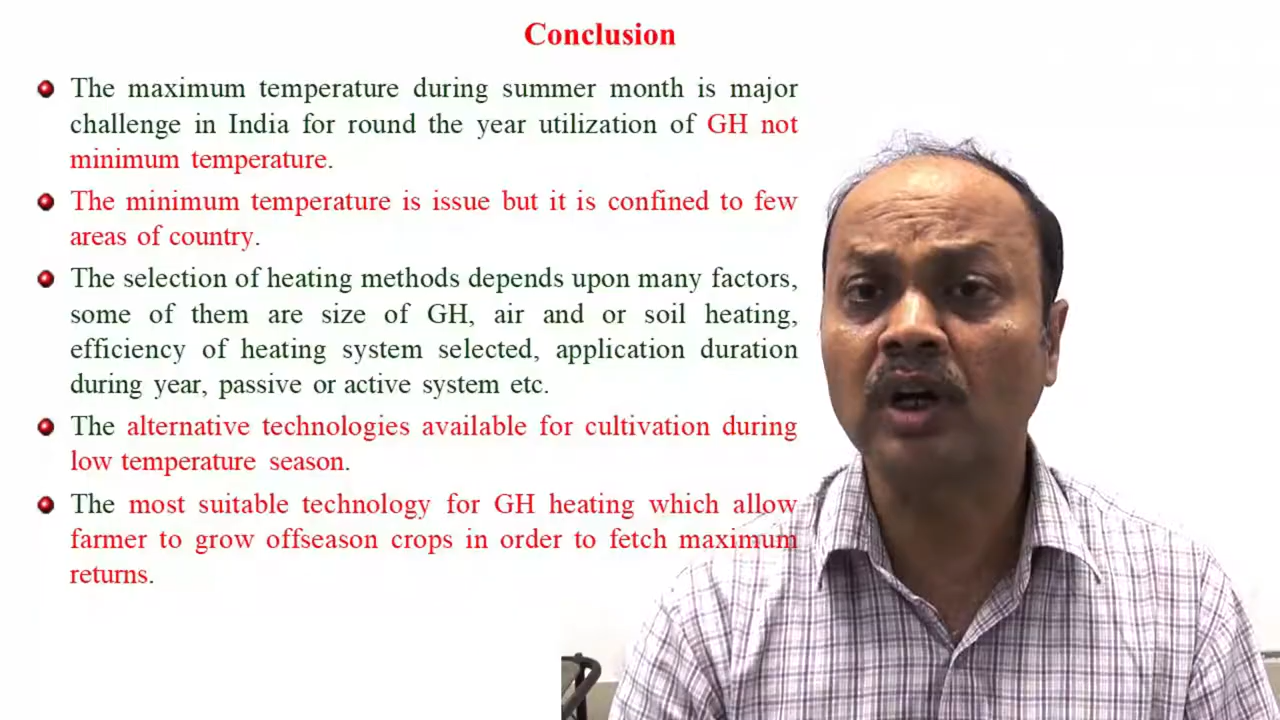 Conclusion
The maximum temperature during summer month is major
challenge in India for round the year utilization of GH not
minimum temperature.
The minimum temperature is issue but it is confined to few
areas of country.
The selection of heating methods depends upon many factors,
some of them are size of GH, air and or soil heating,
efficiency of heating system selected, application duration
during year, passive or active system etc.
The alternative technologies available for cultivation during
low temperature season.
The most suitable technology for GH heating which allow
farmer to grow offseason crops in order to fetch maximum
returns.